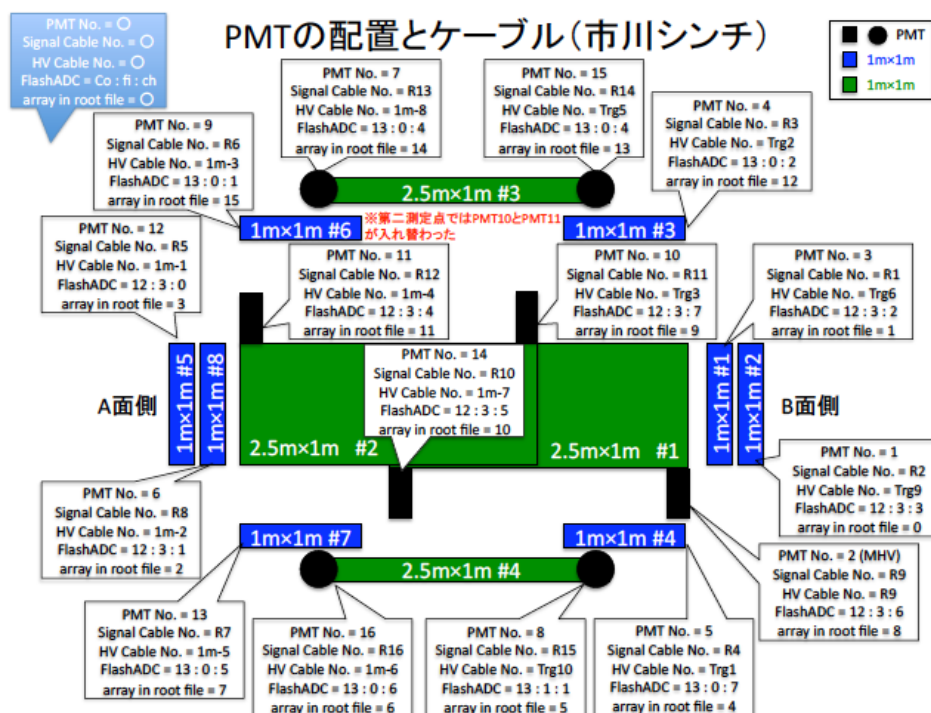 PMTの配置とケーブル(市川シンチ)
PMT No. = ○
Signal Cable No. = ○
HV Cable No. = ○
FlashADC = Co : fi : ch
array in root file = ○
PMT
1m×1m
1m×1m
PMT No. = 7
Signal Cable No. = R13
HV Cable No. = 1m-8
FlashADC = 13 : 0 : 4
array in root file = 14
PMT No. = 15
Signal Cable No. = R14
HV Cable No. = Trg5
FlashADC = 13 : 0 : 4
array in root file = 13
PMT No. = 4
Signal Cable No. = R3
HV Cable No. = Trg2
FlashADC = 13 : 0 : 2
array in root file = 12
PMT No. = 9
Signal Cable No. = R6
HV Cable No. = 1m-3
FlashADC = 13 : 0 : 1
array in root file = 15
2.5m×1m #3
1m×1m #6
※第二測定点ではPMT10とPMT11
が入れ替わった
1m×1m #3
PMT No. = 12
Signal Cable No. = R5
HV Cable No. = 1m-1
FlashADC = 12 : 3 : 0
array in root file = 3
PMT No. = 11
Signal Cable No. = R12
HV Cable No. = 1m-4
FlashADC = 12 : 3 : 4
array in root file = 11
PMT No. = 10
Signal Cable No. = R11
HV Cable No. = Trg3
FlashADC = 12 : 3 : 7
array in root file = 9
PMT No. = 3
Signal Cable No. = R1
HV Cable No. = Trg6
FlashADC = 12 : 3 : 2
array in root file = 1
PMT No. = 14
Signal Cable No. = R10
HV Cable No. = 1m-7
FlashADC = 12 : 3 : 5
array in root file = 10
A面側
1m×1m #5
1m×1m #8
2.5m×1m #2
2.5m×1m #1
1m×1m #1
1m×1m #2
B面側
PMT No. = 6
Signal Cable No. = R8
HV Cable No. = 1m-2
FlashADC = 12 : 3 : 1
array in root file = 2
PMT No. = 1
Signal Cable No. = R2
HV Cable No. = Trg9
FlashADC = 12 : 3 : 3
array in root file = 0
1m×1m #7
1m×1m #4
2.5m×1m #4
PMT No. = 2 (MHV)
Signal Cable No. = R9
HV Cable No. = R9
FlashADC = 12 : 3 : 6
array in root file = 8
PMT No. = 13
Signal Cable No. = R7
HV Cable No. = 1m-5
FlashADC = 13 : 0 : 5
array in root file = 7
PMT No. = 16
Signal Cable No. = R16
HV Cable No. = 1m-6
FlashADC = 13 : 0 : 6
array in root file = 6
PMT No. = 8
Signal Cable No. = R15
HV Cable No. = Trg10
FlashADC = 13 : 1 : 1
array in root file = 5
PMT No. = 5
Signal Cable No. = R4
HV Cable No. = Trg1
FlashADC = 13 : 0 : 7
array in root file = 4